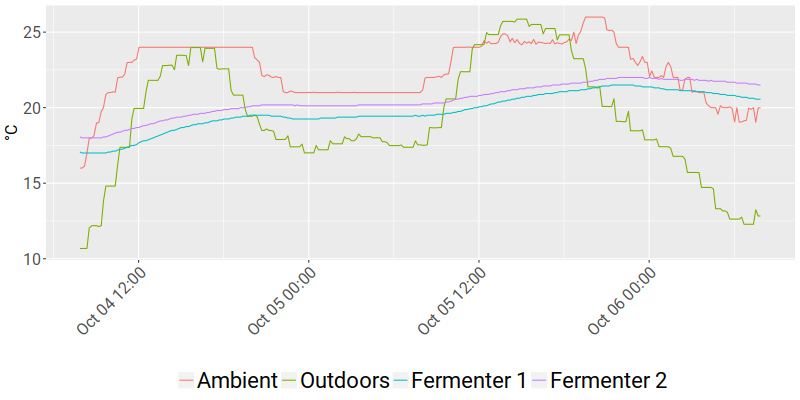 25
20
15
10
°C
Oct 04 12:00
Oct 05 00:00
Oct 05 12:00
Oct 06 00:00
Ambient Outdoors Fermenter 1 Fermenter 2